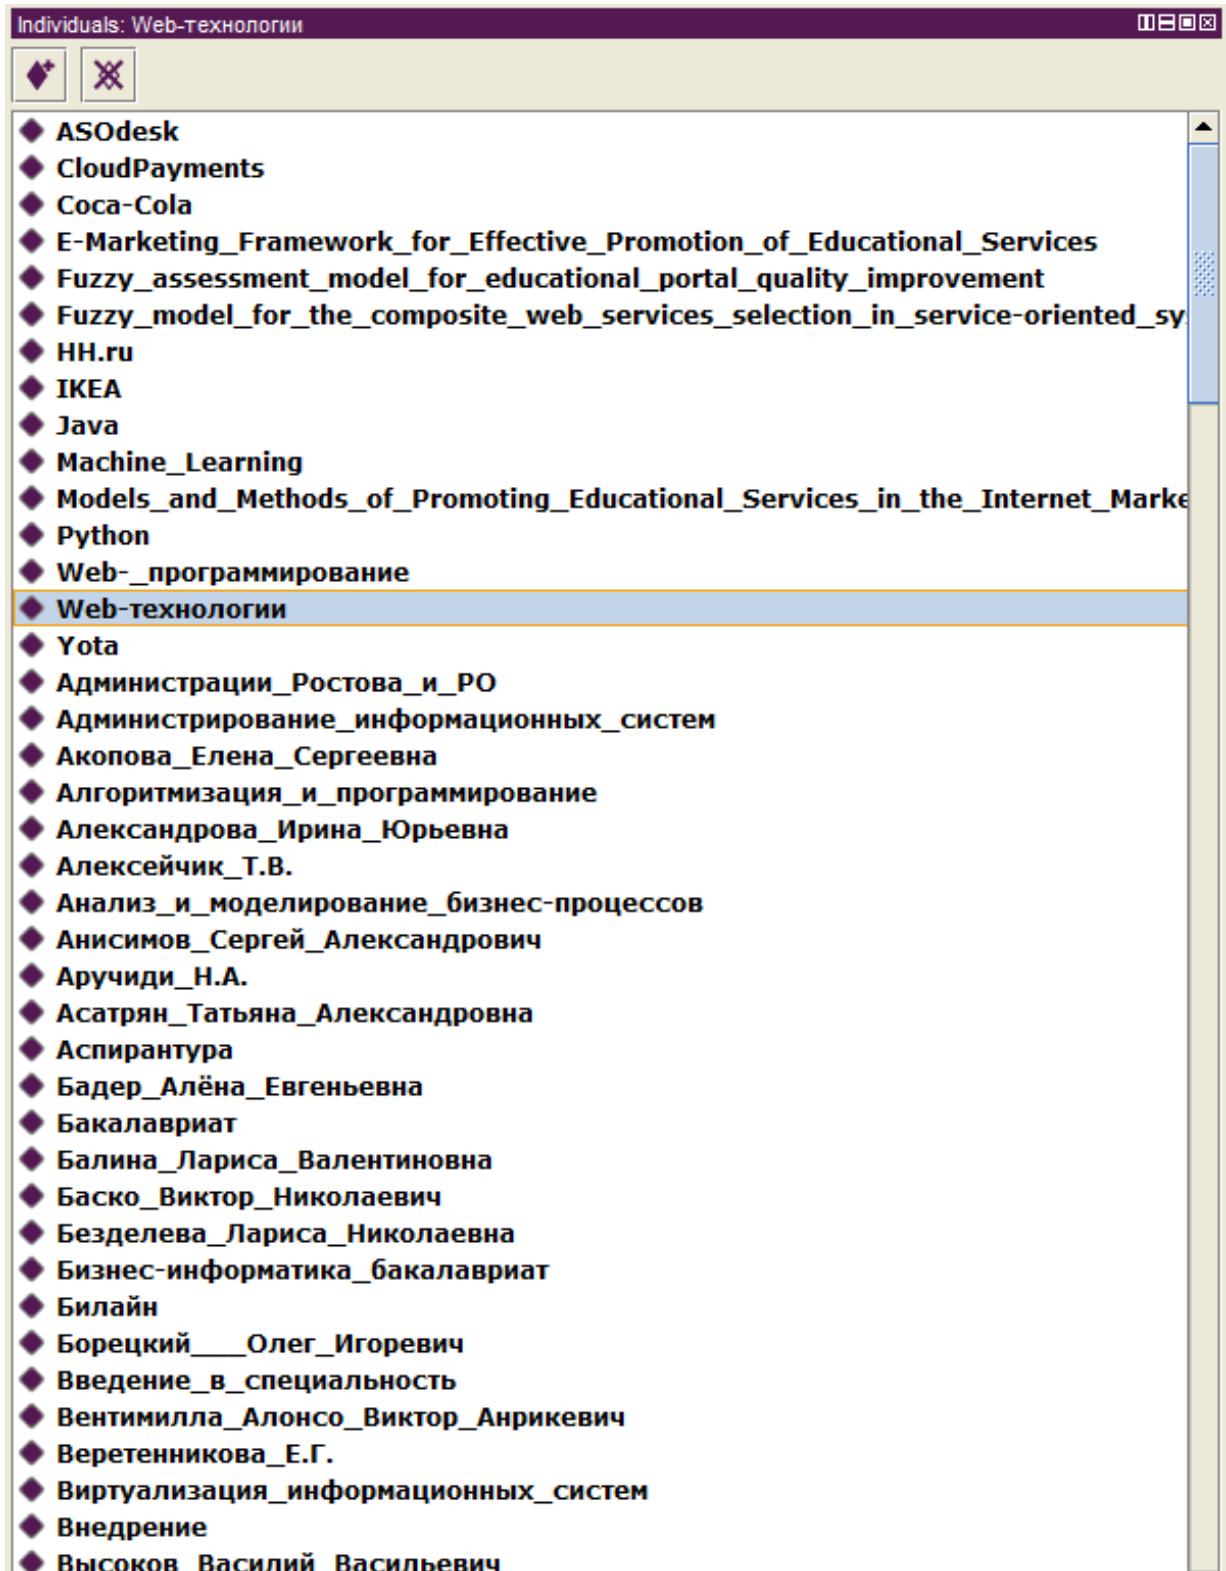 Individuals: Web-технологии
ASOdesk
CloudPayments
Coca-Cola
E-Marketing_Framework_for_Effective_Promotion_of_Educational_Services
Fuzzy_assessment_model_for_educational_portal_quality_improvement
Fuzzy_model_for_the_composite_web_services_selection_in_service-oriented_sy
HH.ru
IKEA
Java
Machine_Learning
Models_and_Methods_of_Promoting_Educational_Services_in_the_Internet_Marke
Python
Web-_программирование
Web-технологии
Yota
Администрации_Ростова_и_РО
Администрирование_информационных_систем
Акопова_Елена_Сергеевна
Алгоритмизация_и_программирование
Александрова_Ирина_Юрьевна
Алексейчик_Т.В.
Анализ_и_моделирование_бизнес-процессов
Анисимов_Сергей_Александрович
Аручиди_Н.А.
Асатрян_Татьяна_Александровна
Аспирантура
Бадер_Алёна_Евгеньевна
Бакалавриат
Балина_Лариса_Валентиновна
Баско_Виктор_Николаевич
Безделева_Лариса_Николаевна
Бизнес-информатика_бакалавриат
Билайн
Борецкий___Олег_Игоревич
Введение_в_специальность
Вентимилла_Алонсо_Виктор_Анрикевич
Веретенникова_Е.Г.
Виртуализация_информационных_систем
Внедрение
Высоков_Василий_Васильевич